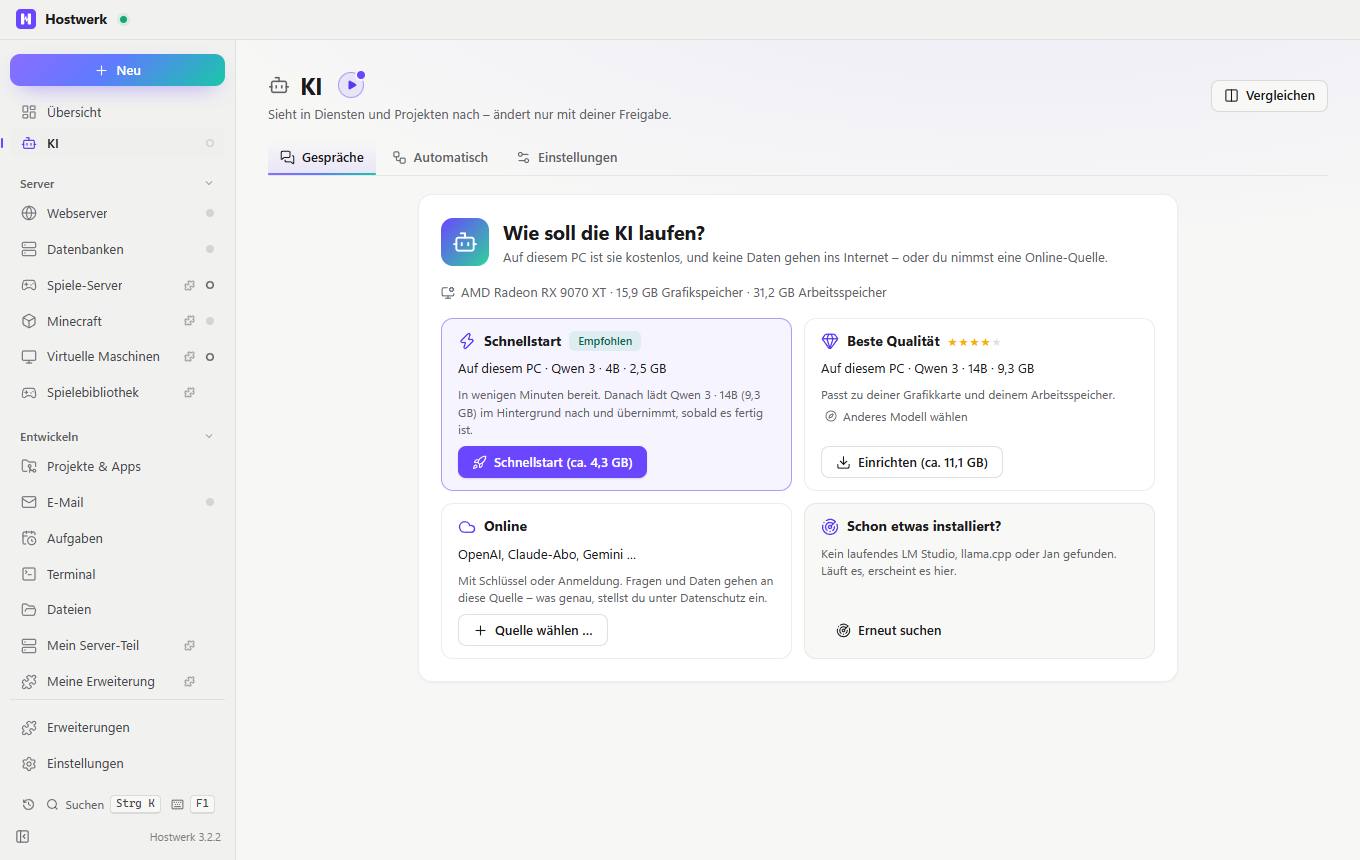 Hostwerk
Neu
Übersicht
KI
Server
Webserver
Datenbanken
Spiele-Server
Minecraft
Virtuelle Maschinen
Spielebibliothek
Entwickeln
Projekte & Apps
E-Mail
Aufgaben
Terminal
Dateien
Mein Server-Teil
Meine Erweiterung
Erweiterungen
Einstellungen
Suchen Strg K F1
Hostwerk 3.2.2
KI
Sieht in Diensten und Projekten nach – ändert nur mit deiner Freigabe.
Vergleichen
Gespräche Automatisch Einstellungen
Wie soll die KI laufen?
Auf diesem PC ist sie kostenlos, und keine Daten gehen ins Internet – oder du nimmst eine Online-Quelle.
AMD Radeon RX 9070 XT · 15,9 GB Grafikspeicher · 31,2 GB Arbeitsspeicher
Schnellstart Empfohlen
Auf diesem PC · Qwen 3 · 4B · 2,5 GB
In wenigen Minuten bereit. Danach lädt Qwen 3 · 14B (9,3
GB) im Hintergrund nach und übernimmt, sobald es fertig
ist.
Schnellstart (ca. 4,3 GB)
Beste Qualität ★★★★★
Auf diesem PC · Qwen 3 · 14B · 9,3 GB
Passt zu deiner Grafikkarte und deinem Arbeitsspeicher.
Anderes Modell wählen
Einrichten (ca. 11,1 GB)
Online
OpenAI, Claude-Abo, Gemini ...
Mit Schlüssel oder Anmeldung. Fragen und Daten gehen an
diese Quelle – was genau, stellst du unter Datenschutz ein.
Quelle wählen ...
Schon etwas installiert?
Kein laufendes LM Studio, llama.cpp oder Jan gefunden.
Läuft es, erscheint es hier.
Erneut suchen